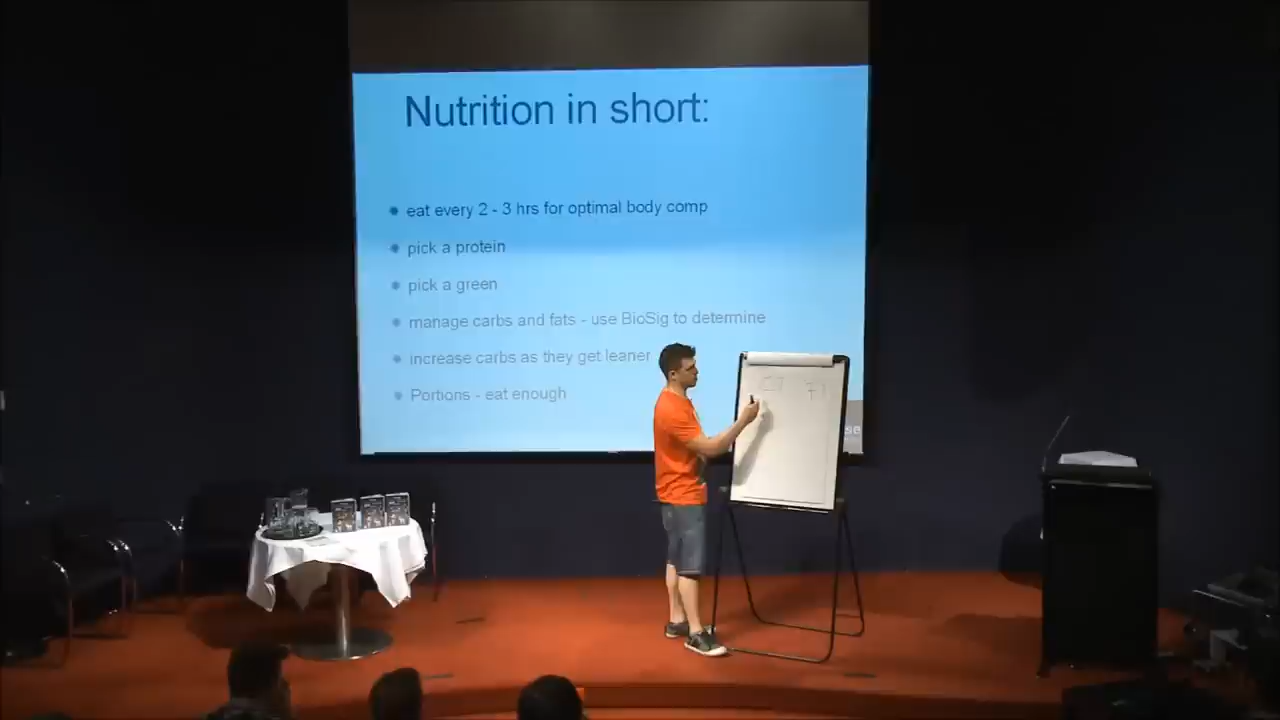 Nutrition in short:
eat every 2 - 3 hrs for optimal body comp
pick a protein
pick a green
manage carbs and fats - use BioSig to determine
increase carbs as they get leaner
Portions - eat enough